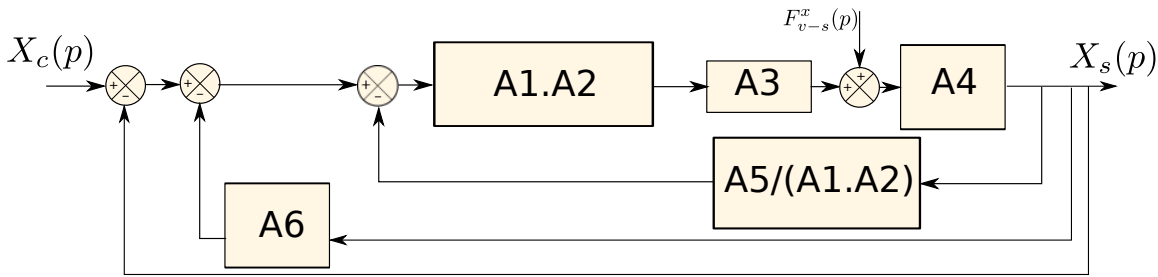 X_c(p)
F^x_{v-s}(p)
X_s(p)
+
−
+
−
+
−
A1.A2
A3
+
+
A4
A5/(A1.A2)
A6